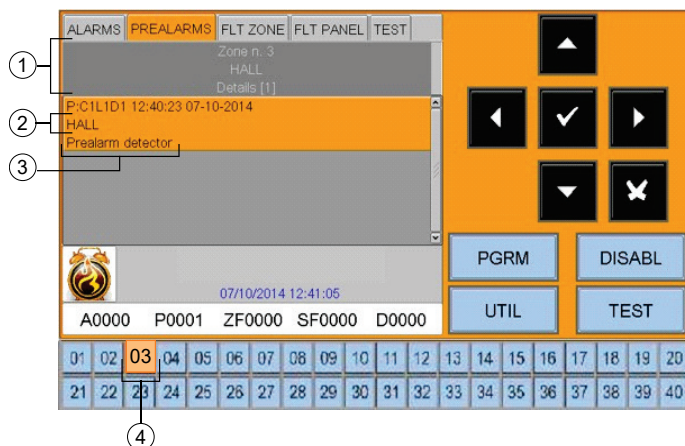 ALARMS PREALARMS FLT ZONE FLT PANEL TEST
Zone n. 3
HALL
Details [1]
P:C1L1D1 12:40:23 07-10-2014
HALL
Prealarm detector
07/10/2014 12:41:05
A0000 P0001 ZF0000 SF0000 D0000
PGRM DISABL
UTIL TEST
01 02 03 04 05 06 07 08 09 10 11 12 13 14 15 16 17 18 19 20
21 22 23 24 25 26 27 28 29 30 31 32 33 34 35 36 37 38 39 40
1
2
3
4